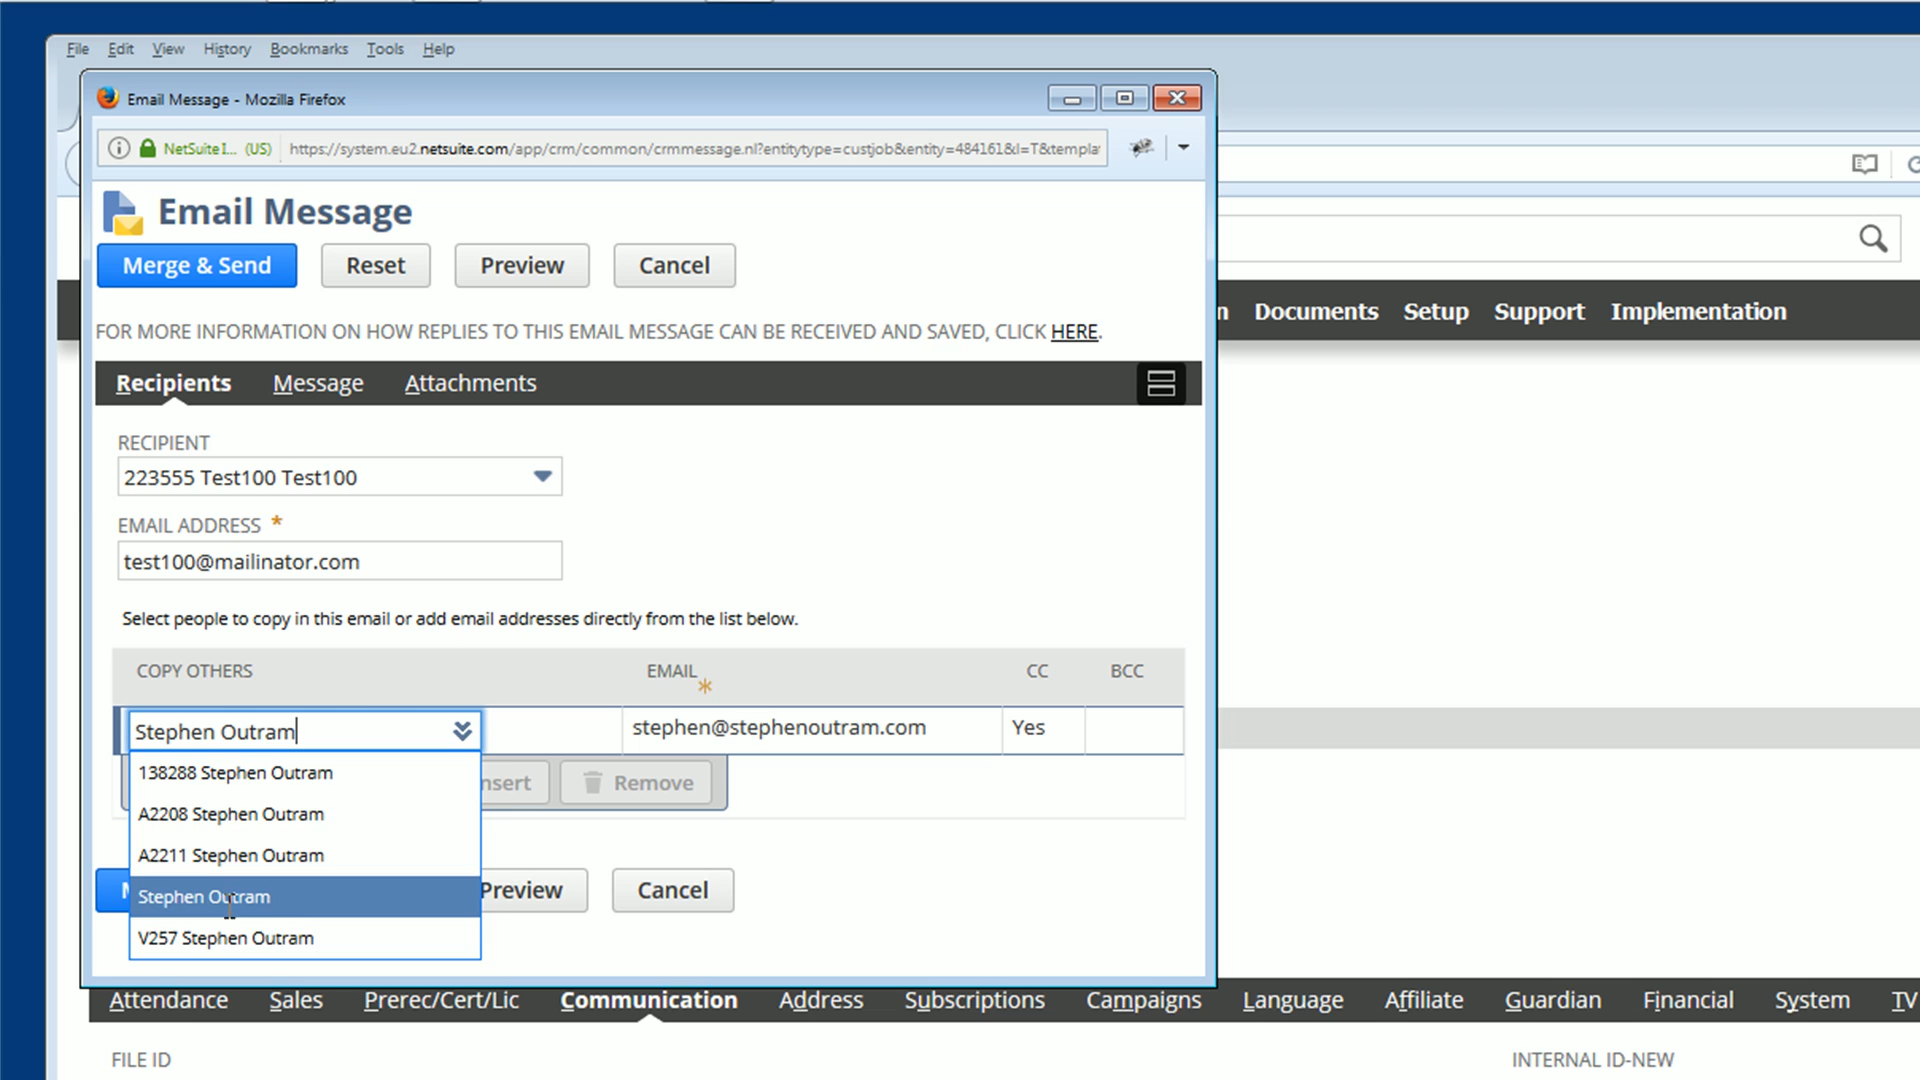 File Edit View History Bookmarks Tools Help
Email Message - Mozilla Firefox
NetSuite I... (US) https://system.eu2.netsuite.com/app/crm/common/crmmessage.nl?entitytype=custjob&entity=484161&l=T&templa
Email Message
Merge & Send Reset Preview Cancel
Documents Setup Support Implementation
FOR MORE INFORMATION ON HOW REPLIES TO THIS EMAIL MESSAGE CAN BE RECEIVED AND SAVED, CLICK HERE.
Recipients Message Attachments
RECIPIENT
223555 Test100 Test100
EMAIL ADDRESS *
test100@mailinator.com
Select people to copy in this email or add email addresses directly from the list below.
COPY OTHERS EMAIL * CC BCC
Stephen Outram stephen@stephenoutram.com Yes
138288 Stephen Outram
nsert Remove
A2208 Stephen Outram
A2211 Stephen Outram
Stephen Outram
Preview Cancel
V257 Stephen Outram
Attendance Sales Prerec/Cert/Lic Communication Address Subscriptions Campaigns Language Affiliate Guardian Financial System TV
FILE ID INTERNAL ID-NEW